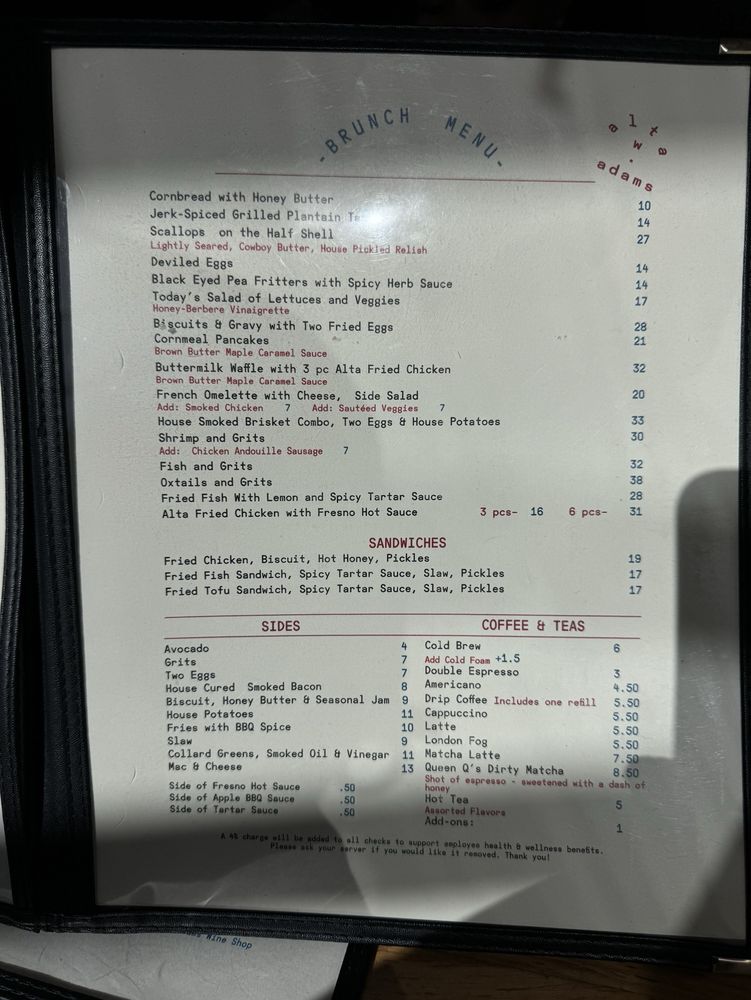 -BRUNCH MENU-
alta
w.
adams
Cornbread with Honey Butter 10
Jerk-Spiced Grilled Plantain 14
Scallops on the Half Shell 27
Lightly Seared, Cowboy Butter, House Pickled Relish
Deviled Eggs 14
Black Eyed Pea Fritters with Spicy Herb Sauce 14
Today's Salad of Lettuces and Veggies 17
Honey-Berbere Vinaigrette
Biscuits & Gravy with Two Fried Eggs 28
Cornmeal Pancakes 21
Brown Butter Maple Caramel Sauce
Buttermilk Waffle with 3 pc Alta Fried Chicken 32
Brown Butter Maple Caramel Sauce
French Omelette with Cheese, Side Salad 20
Add: Smoked Chicken 7 Add: Sautéed Veggies 7
House Smoked Brisket Combo, Two Eggs & House Potatoes 33
Shrimp and Grits 30
Add: Chicken Andouille Sausage 7
Fish and Grits 32
Oxtails and Grits 38
Fried Fish With Lemon and Spicy Tartar Sauce 28
Alta Fried Chicken with Fresno Hot Sauce 3 pcs- 16 6 pcs- 31
SANDWICHES
Fried Chicken, Biscuit, Hot Honey, Pickles 19
Fried Fish Sandwich, Spicy Tartar Sauce, Slaw, Pickles 17
Fried Tofu Sandwich, Spicy Tartar Sauce, Slaw, Pickles 17
SIDES
Avocado 4
Grits 7
Two Eggs 7
House Cured Smoked Bacon 8
Biscuit, Honey Butter & Seasonal Jam 9
House Potatoes 11
Fries with BBQ Spice 10
Slaw 9
Collard Greens, Smoked Oil & Vinegar 11
Mac & Cheese 13
Side of Fresno Hot Sauce .50
Side of Apple BBQ Sauce .50
Side of Tartar Sauce .50
COFFEE & TEAS
Cold Brew 6
Add Cold Foam +1.5
Double Espresso 3
Americano 4.50
Drip Coffee Includes one refill 5.50
Cappuccino 5.50
Latte 5.50
London Fog 5.50
Matcha Latte 7.50
Queen Q's Dirty Matcha 8.50
Shot of espresso - sweetened with a dash of
honey
Hot Tea 5
Assorted Flavors
Add-ons: 1
A 4% charge will be added to all checks to support employee health & wellness benefits.
Please ask your server if you would like it removed. Thank you!
Wine Shop